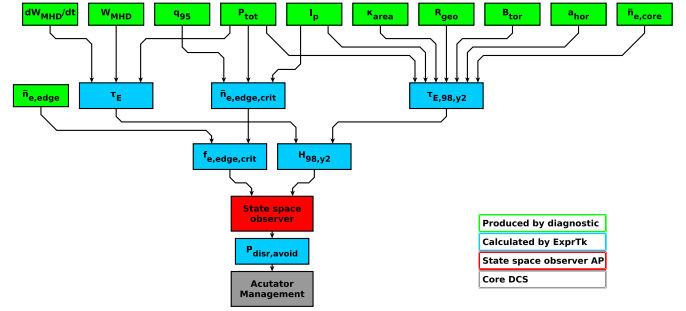 dW_MHD/dt
W_MHD
q_95
P_tot
I_p
κ_area
R_geo
B_tor
a_hor
n̄_e,core
n̄_e,edge
τ_E
n̄_e,edge,crit
τ_E,98,y2
f_e,edge,crit
H_98,y2
State space
observer
P_disr,avoid
Acutator
Management
Produced by diagnostic
Calculated by ExprTk
State space observer AP
Core DCS